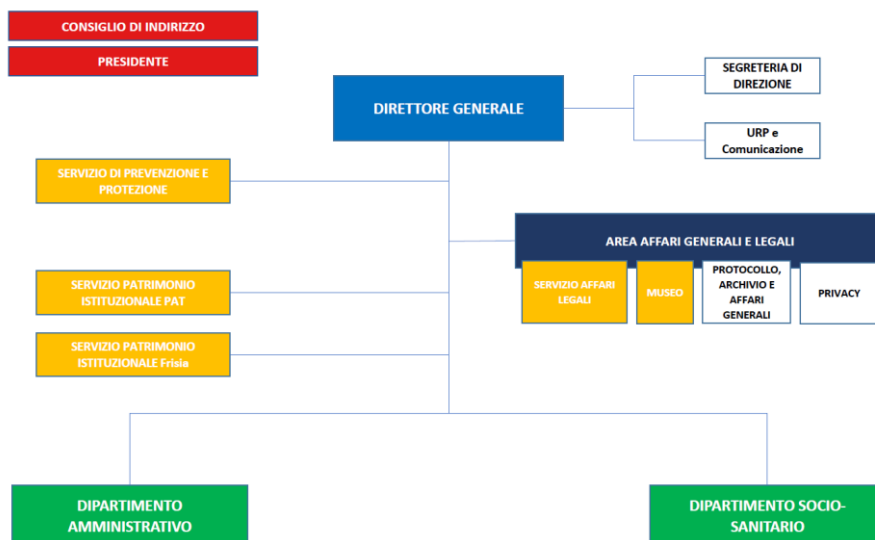 CONSIGLIO DI INDIRIZZO
PRESIDENTE
DIRETTORE GENERALE
SEGRETERIA DI
DIREZIONE
URP e
Comunicazione
SERVIZIO DI PREVENZIONE E
PROTEZIONE
AREA AFFARI GENERALI E LEGALI
SERVIZIO AFFARI
LEGALI
MUSEO
PROTOCOLLO,
ARCHIVIO E
AFFARI
GENERALI
PRIVACY
SERVIZIO PATRIMONIO
ISTITUZIONALE PAT
SERVIZIO PATRIMONIO
ISTITUZIONALE Frisia
DIPARTIMENTO
AMMINISTRATIVO
DIPARTIMENTO SOCIO-
SANITARIO